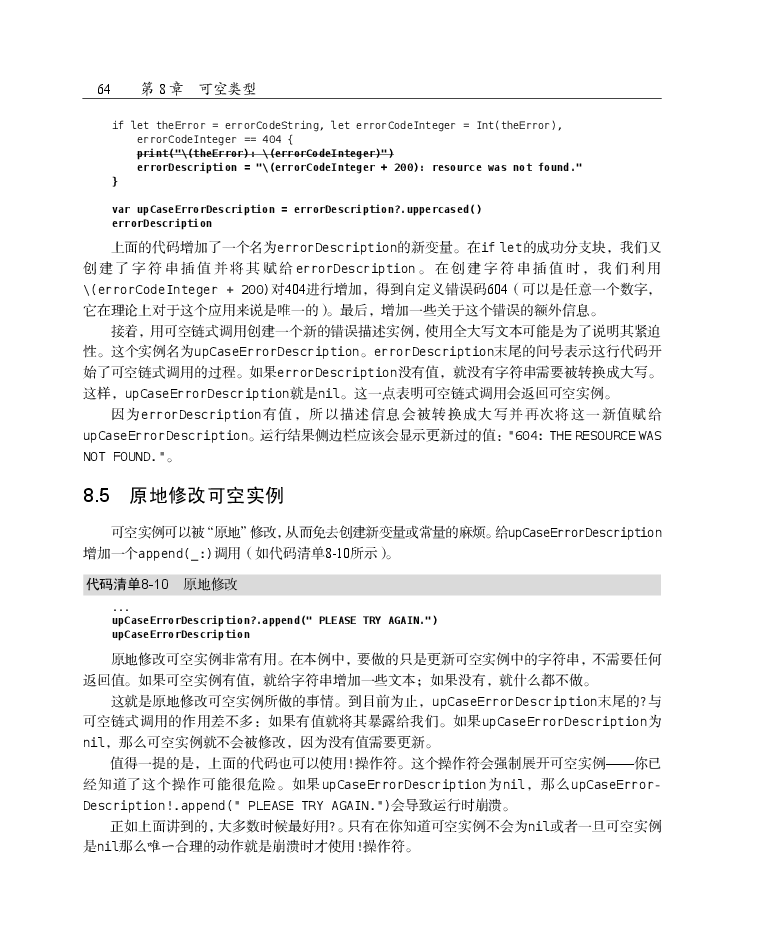 64 第 8 章 可空类型
if let theError = errorCodeString, let errorCodeInteger = Int(theError),
errorCodeInteger == 404 {
print("\(theError): \(errorCodeInteger)")
errorDescription = "\(errorCodeInteger + 200): resource was not found."
}
var upCaseErrorDescription = errorDescription?.uppercased()
errorDescription
上面的代码增加了一个名为errorDescription的新变量。在if let的成功分支块，我们又
创建了字符串插值并将其赋给errorDescription。在创建字符串插值时，我们利用
\(errorCodeInteger + 200)对404进行增加，得到自定义错误码604（可以是任意一个数字，
它在理论上对于这个应用来说是唯一的）。最后，增加一些关于这个错误的额外信息。
接着，用可空链式调用创建一个新的错误描述实例，使用全大写文本可能是为了说明其紧迫
性。这个实例名为upCaseErrorDescription。errorDescription末尾的问号表示这行代码开
始了可空链式调用的过程。如果errorDescription没有值，就没有字符串需要被转换成大写。
这样，upCaseErrorDescription就是nil。这一点表明可空链式调用会返回可空实例。
因为errorDescription有值，所以描述信息会被转换成大写并再次将这一新值赋给
upCaseErrorDescription。运行结果侧边栏应该会显示更新过的值："604: THE RESOURCE WAS
NOT FOUND."。
8.5 原地修改可空实例
可空实例可以被“原地”修改，从而免去创建新变量或常量的麻烦。给upCaseErrorDescription
增加一个append(_:)调用（如代码清单8-10所示）。
代码清单8-10 原地修改
...
upCaseErrorDescription?.append(" PLEASE TRY AGAIN.")
upCaseErrorDescription
原地修改可空实例非常有用。在本例中，要做的只是更新可空实例中的字符串，不需要任何
返回值。如果可空实例有值，就给字符串增加一些文本；如果没有，就什么都不做。
这就是原地修改可空实例所做的事情。到目前为止，upCaseErrorDescription末尾的?与
可空链式调用的作用差不多：如果有值就将其暴露给我们。如果upCaseErrorDescription为
nil，那么可空实例就不会被修改，因为没有值需要更新。
值得一提的是，上面的代码也可以使用!操作符。这个操作符会强制展开可空实例——你已
经知道了这个操作可能很危险。如果upCaseErrorDescription为nil，那么upCaseError-
Description!.append(" PLEASE TRY AGAIN.")会导致运行时崩溃。
正如上面讲到的，大多数时候最好用?。只有在你知道可空实例不会为nil或者一旦可空实例
是nil那么唯一合理的动作就是崩溃时才使用!操作符。